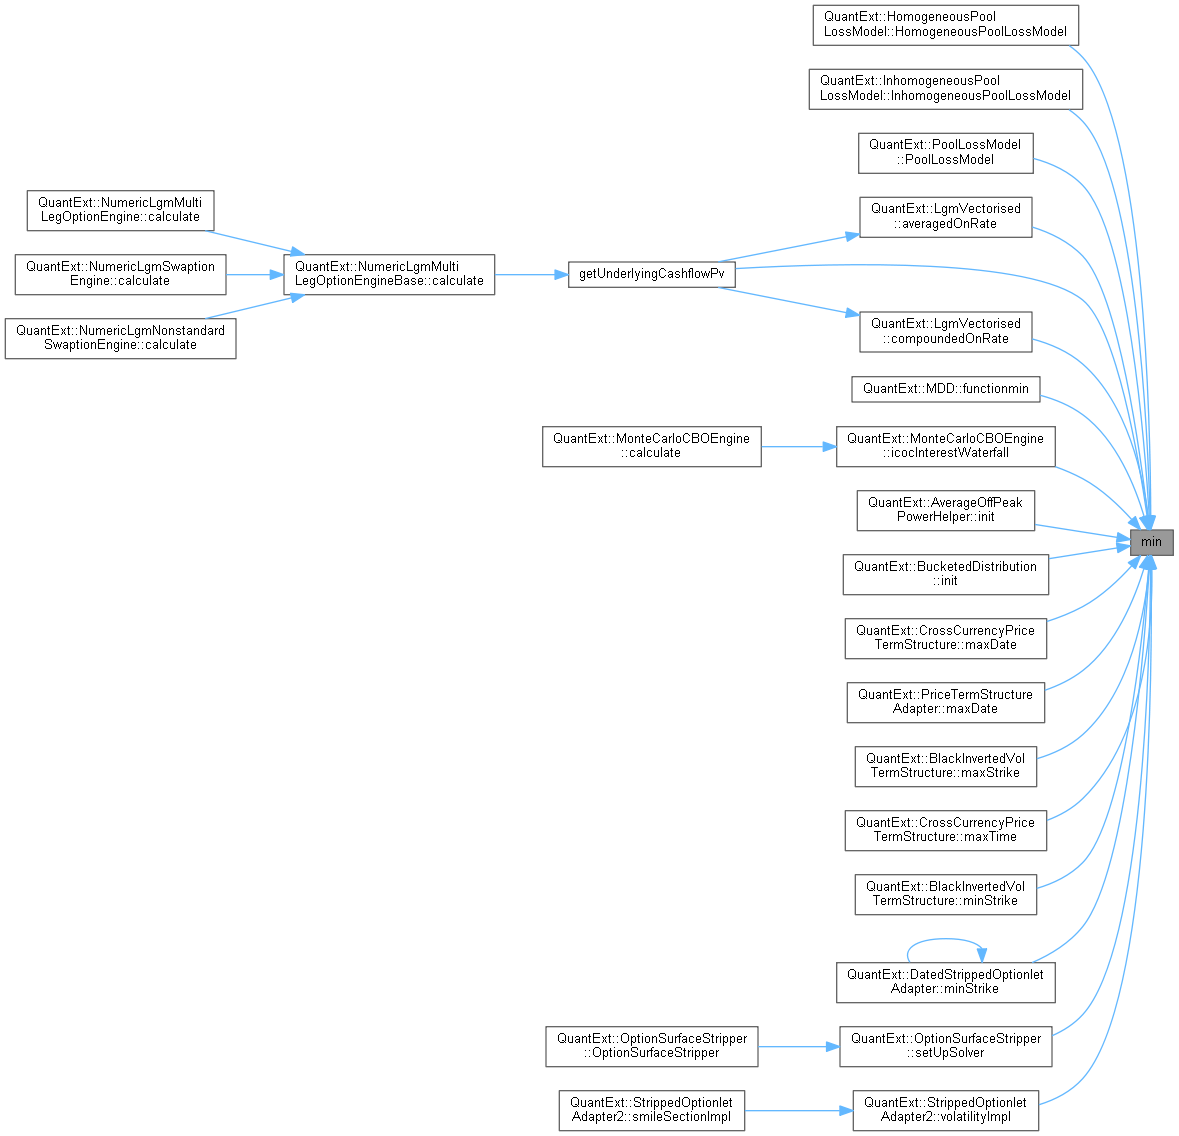 QuantExt::HomogeneousPool
LossModel::HomogeneousPoolLossModel
QuantExt::InhomogeneousPool
LossModel::InhomogeneousPoolLossModel
QuantExt::PoolLossModel
::PoolLossModel
QuantExt::NumericLgmMulti
LegOptionEngine::calculate
QuantExt::LgmVectorised
::averagedOnRate
QuantExt::NumericLgmSwaption
Engine::calculate
QuantExt::NumericLgmMulti
LegOptionEngineBase::calculate
getUnderlyingCashflowPv
QuantExt::NumericLgmNonstandard
SwaptionEngine::calculate
QuantExt::LgmVectorised
::compoundedOnRate
QuantExt::MDD::functionmin
QuantExt::MonteCarloCBOEngine
::calculate
QuantExt::MonteCarloCBOEngine
::icocInterestWaterfall
QuantExt::AverageOffPeak
PowerHelper::init
min
QuantExt::BucketedDistribution
::init
QuantExt::CrossCurrencyPrice
TermStructure::maxDate
QuantExt::PriceTermStructure
Adapter::maxDate
QuantExt::BlackInvertedVol
TermStructure::maxStrike
QuantExt::CrossCurrencyPrice
TermStructure::maxTime
QuantExt::BlackInvertedVol
TermStructure::minStrike
QuantExt::DatedStrippedOptionlet
Adapter::minStrike
QuantExt::OptionSurfaceStripper
::OptionSurfaceStripper
QuantExt::OptionSurfaceStripper
::setUpSolver
QuantExt::StrippedOptionlet
Adapter2::smileSectionImpl
QuantExt::StrippedOptionlet
Adapter2::volatilityImpl